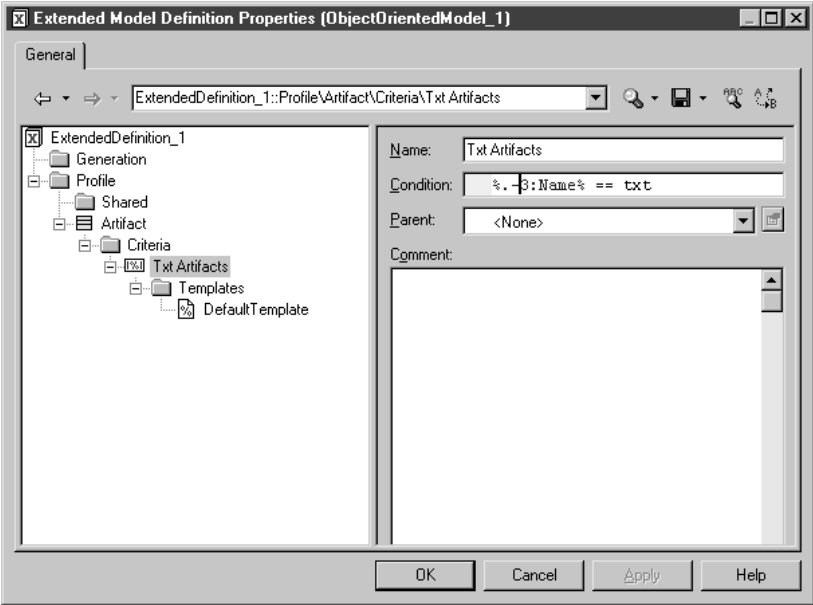 Extended Model Definition Properties (ObjectOrientedModel_1)
General
ExtendedDefinition_1::Profile\Artifact\Criteria\Txt Artifacts
ExtendedDefinition_1
Generation
Profile
Shared
Artifact
Criteria
Txt Artifacts
Templates
DefaultTemplate
Name: Txt Artifacts
Condition: %.-3:Name% == txt
Parent: <None>
Comment:
OK Cancel Apply Help